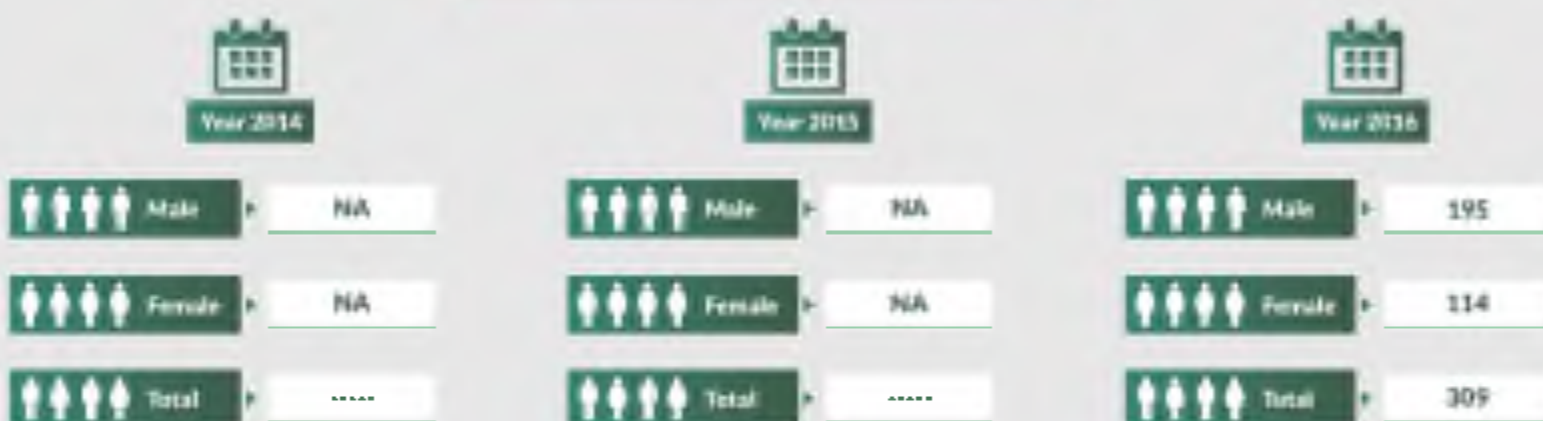 Year 2014 Year 2015 Year 2016
Male NA Male NA Male 195
Female NA Female NA Female 114
Total ----- Total ----- Total 309